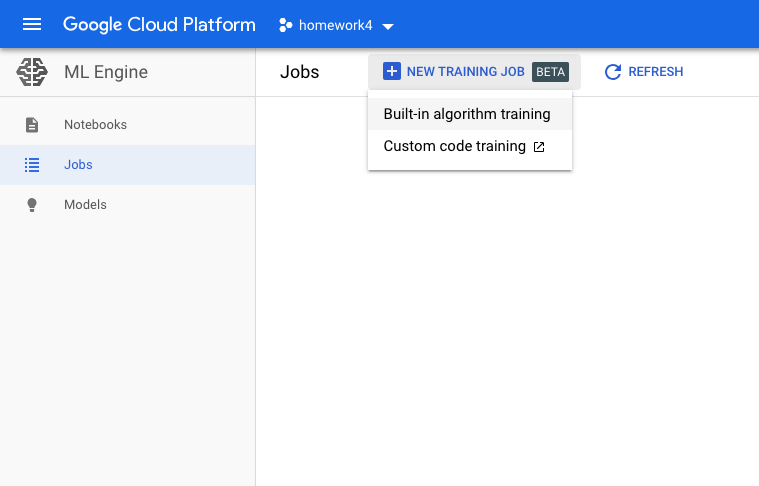 Google Cloud Platform homework4
ML Engine
Jobs NEW TRAINING JOB BETA REFRESH
Built-in algorithm training
Custom code training
Notebooks
Jobs
Models